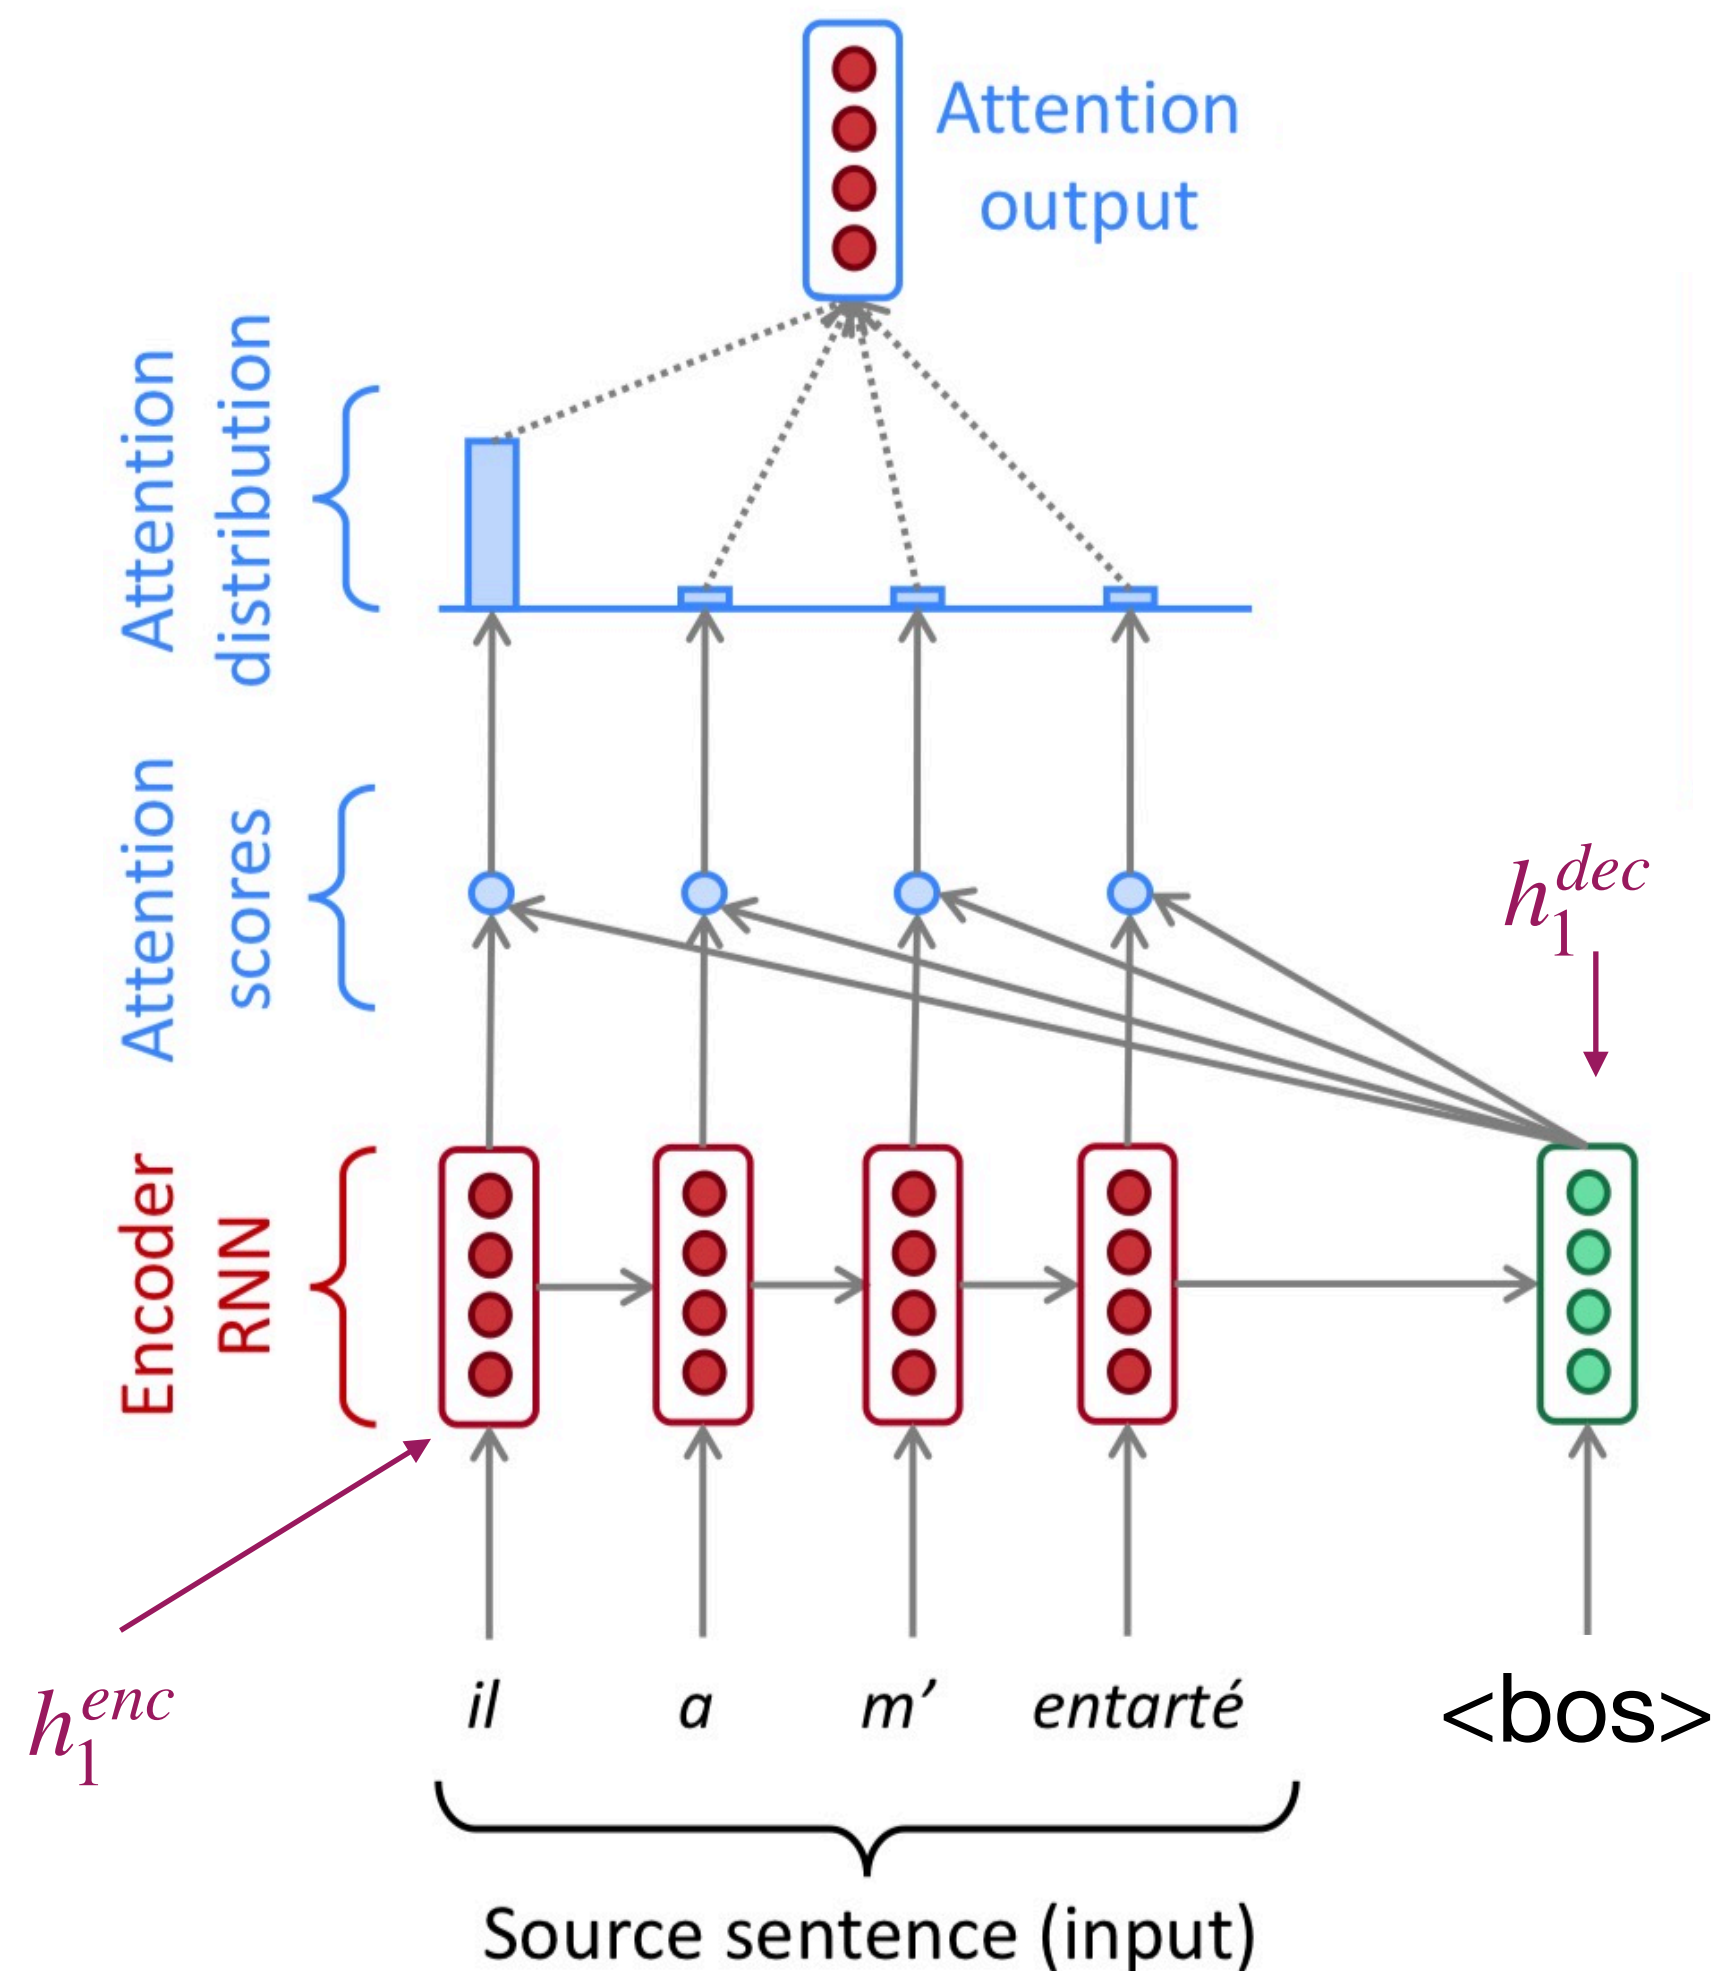 Attention
output
Attention
distribution
Attention
scores
h₁ᵈᵉᶜ
Encoder
RNN
h₁ᵉⁿᶜ
il a m’ entarté <bos>
Source sentence (input)